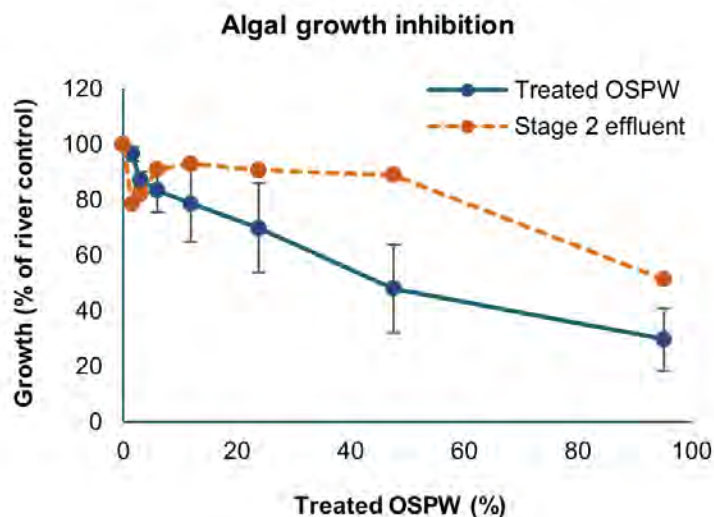 Algal growth inhibition
Growth (% of river control)
120
100
80
60
40
20
0
Treated OSPW
Stage 2 effluent
0 20 40 60 80 100
Treated OSPW (%)